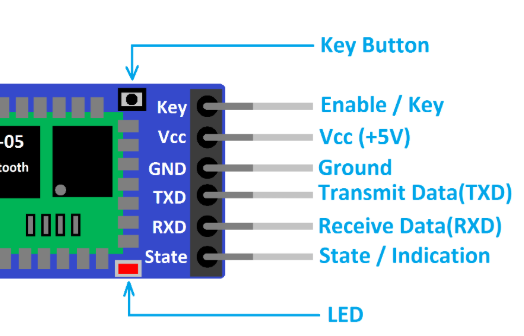 Key Button
Key Enable / Key
-05 Vcc Vcc (+5V)
ooth GND Ground
TXD Transmit Data(TXD)
RXD Receive Data(RXD)
State State / Indication
LED